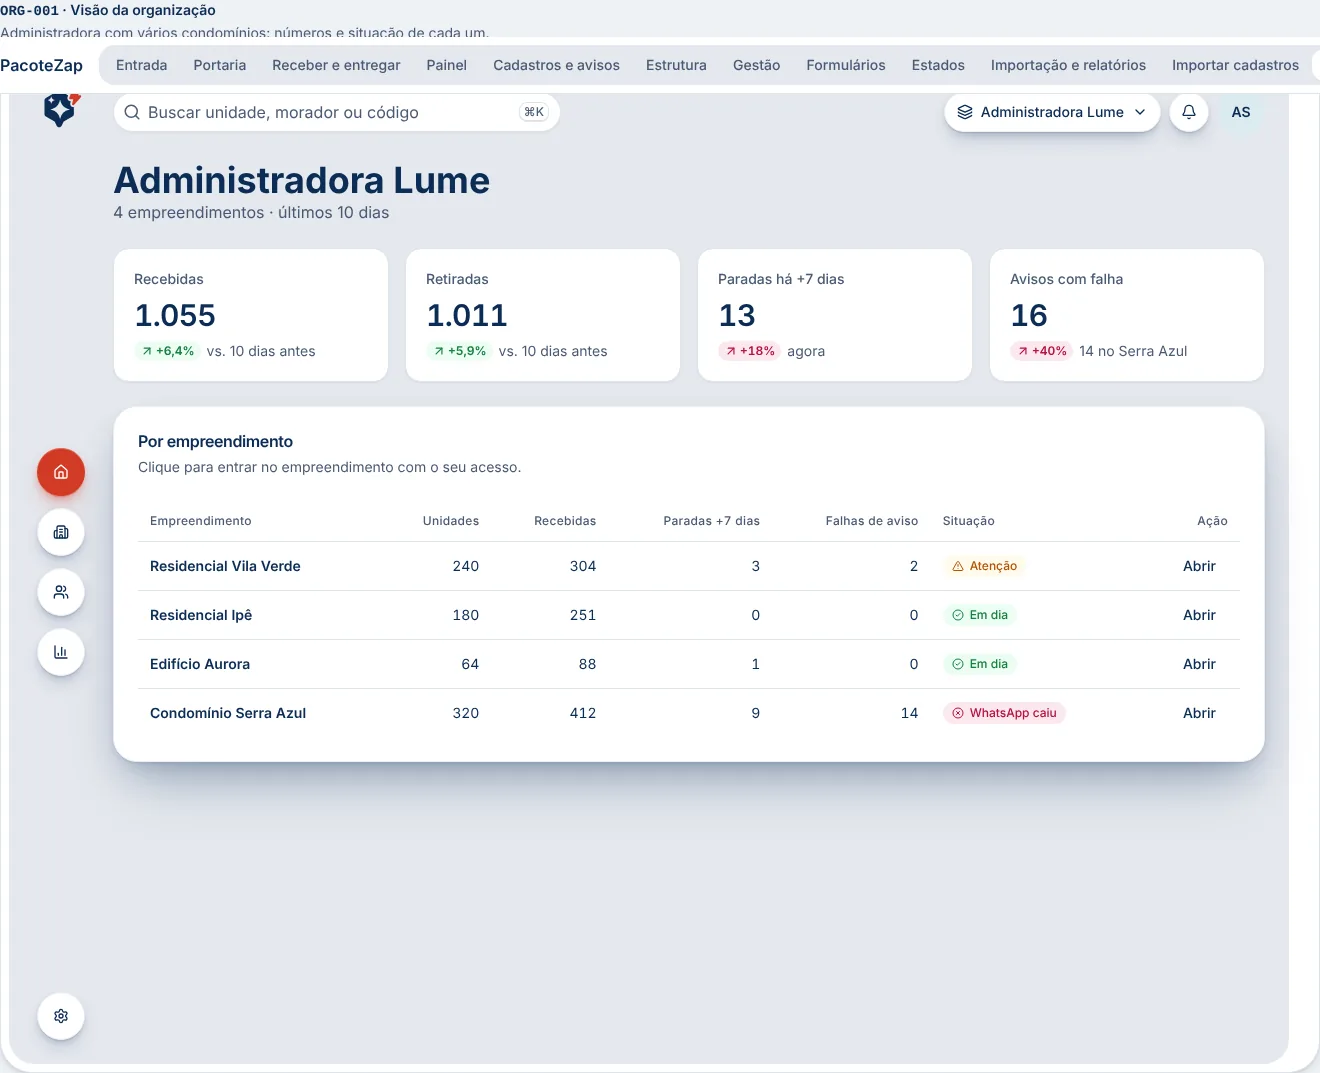 ORG-001 · Visão da organização
Administradora com vários condomínios: números e situação de cada um.
PacoteZap Entrada Portaria Receber e entregar Painel Cadastros e avisos Estrutura Gestão Formulários Estados Importação e relatórios Importar cadastros
Buscar unidade, morador ou código ⌘K Administradora Lume AS
Administradora Lume
4 empreendimentos · últimos 10 dias
Recebidas
1.055
+6,4% vs. 10 dias antes
Retiradas
1.011
+5,9% vs. 10 dias antes
Paradas há +7 dias
13
+18% agora
Avisos com falha
16
+40% 14 no Serra Azul
Por empreendimento
Clique para entrar no empreendimento com o seu acesso.
Empreendimento Unidades Recebidas Paradas +7 dias Falhas de aviso Situação Ação
Residencial Vila Verde 240 304 3 2 Atenção Abrir
Residencial Ipê 180 251 0 0 Em dia Abrir
Edifício Aurora 64 88 1 0 Em dia Abrir
Condomínio Serra Azul 320 412 9 14 WhatsApp caiu Abrir